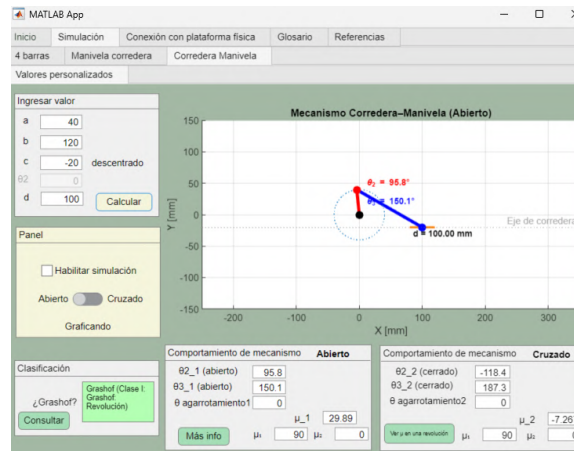 MATLAB App
Inicio Simulación Conexión con plataforma física Glosario Referencias
4 barras Manivela corredera Corredera Manivela
Valores personalizados
Ingresar valor
a 40
b 120
c -20 descentrado
θ2 0
d 100 Calcular
Panel
Habilitar simulación
Abierto Cruzado
Graficando
Clasificación
¿Grashof?
Grashof (Clase I:
Grashof.
Revolución)
Consultar
Mecanismo Corredera–Manivela (Abierto)
150
100
50
0
-50
-100
-150
Y [mm]
θ₂ = 95.8°
= 150.1°
Eje de corredera
d = 100.00 mm
-200 -100 0 100 200 300
X [mm]
Comportamiento de mecanismo Abierto
θ2_1 (abierto) 95.8
θ3_1 (abierto) 150.1
θ agarrotamiento1 0
μ_1 29.89
Más info μ₁ 90 μ₂ 0
Comportamiento de mecanismo Cruzado
θ2_2 (cerrado) -118.4
θ3_2 (cerrado) 187.3
θ agarrotamiento2 0
μ_2 -7.26
Ver μ en una revolución μ₁ 90 μ₂ 0